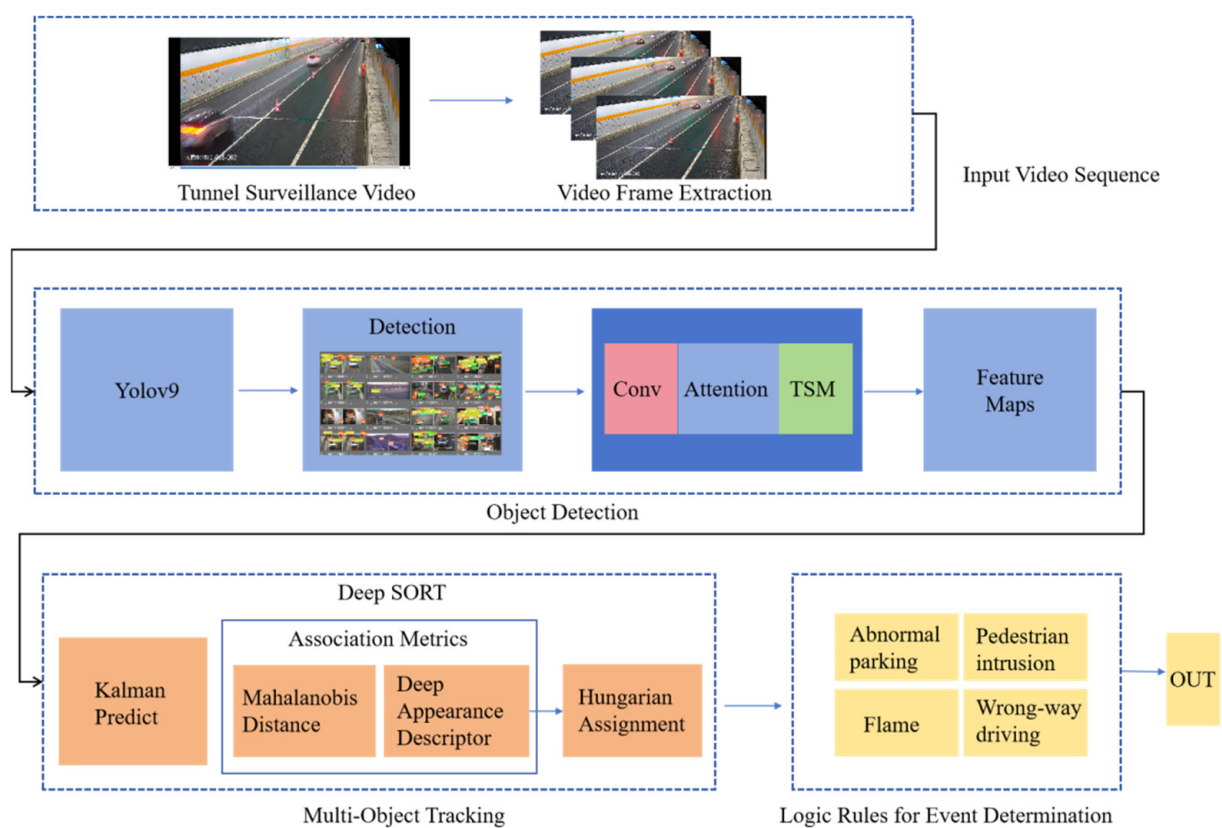 Tunnel Surveillance Video
Video Frame Extraction
Input Video Sequence
Yolov9
Detection
Conv
Attention
TSM
Feature
Maps
Object Detection
Deep SORT
Association Metrics
Kalman
Predict
Mahalanobis
Distance
Deep
Appearance
Descriptor
Hungarian
Assignment
Multi-Object Tracking
Abnormal
parking
Pedestrian
intrusion
Flame
Wrong-way
driving
Logic Rules for Event Determination
OUT